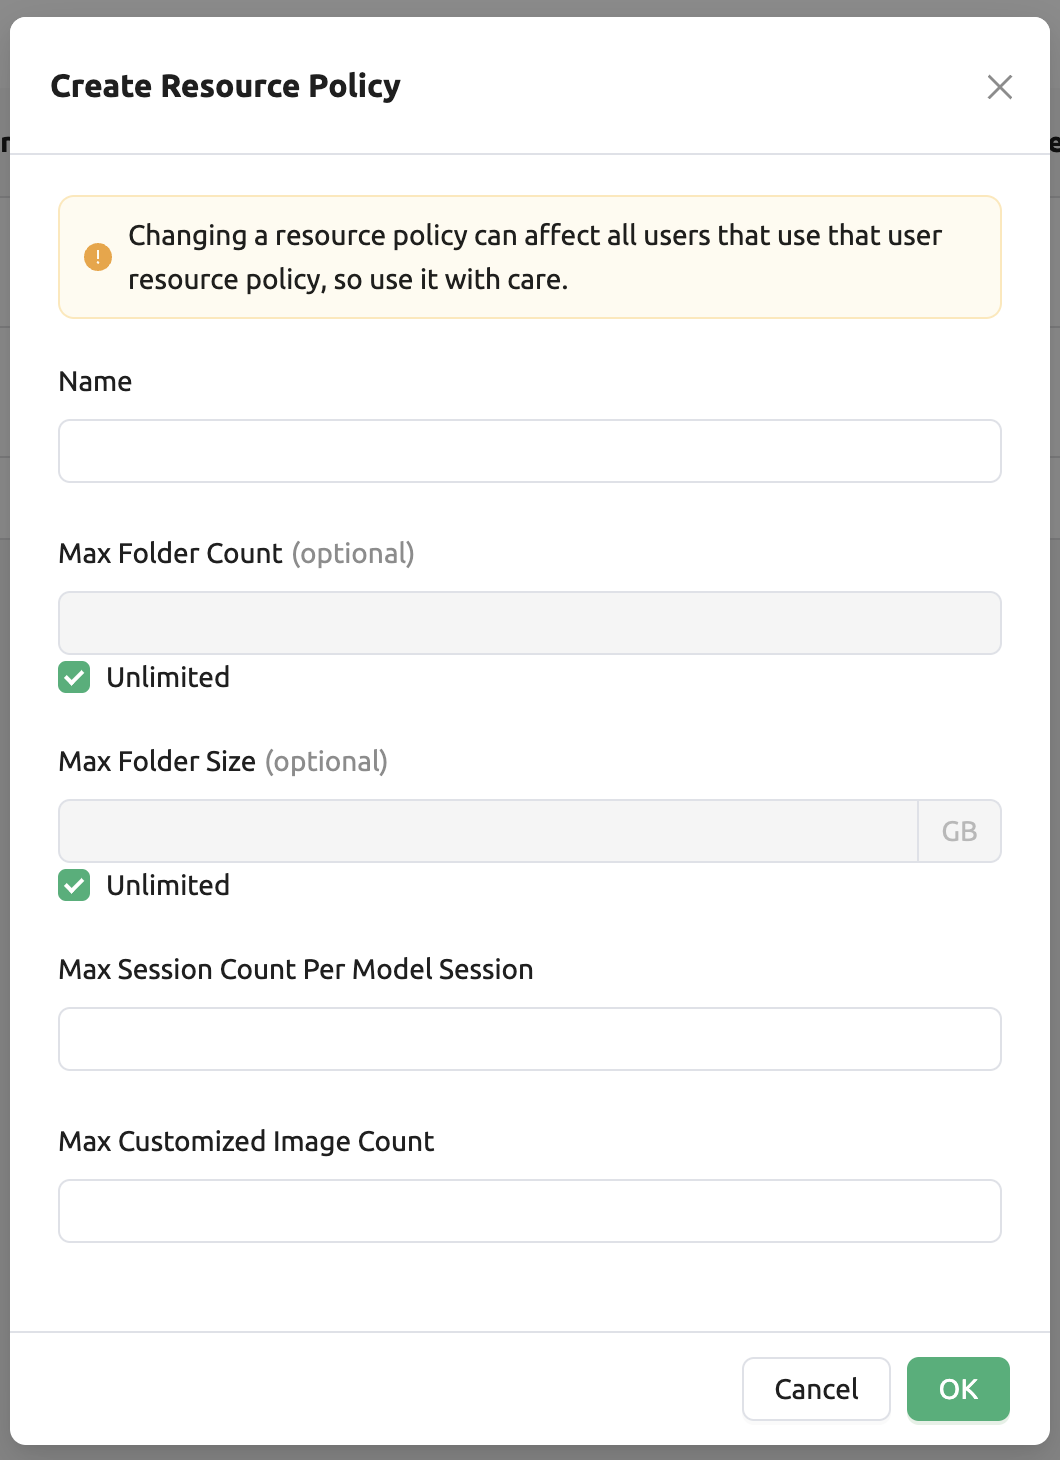 Create Resource Policy
Changing a resource policy can affect all users that use that user
resource policy, so use it with care.
Name
Max Folder Count (optional)
Unlimited
Max Folder Size (optional)
GB
Unlimited
Max Session Count Per Model Session
Max Customized Image Count
Cancel
OK